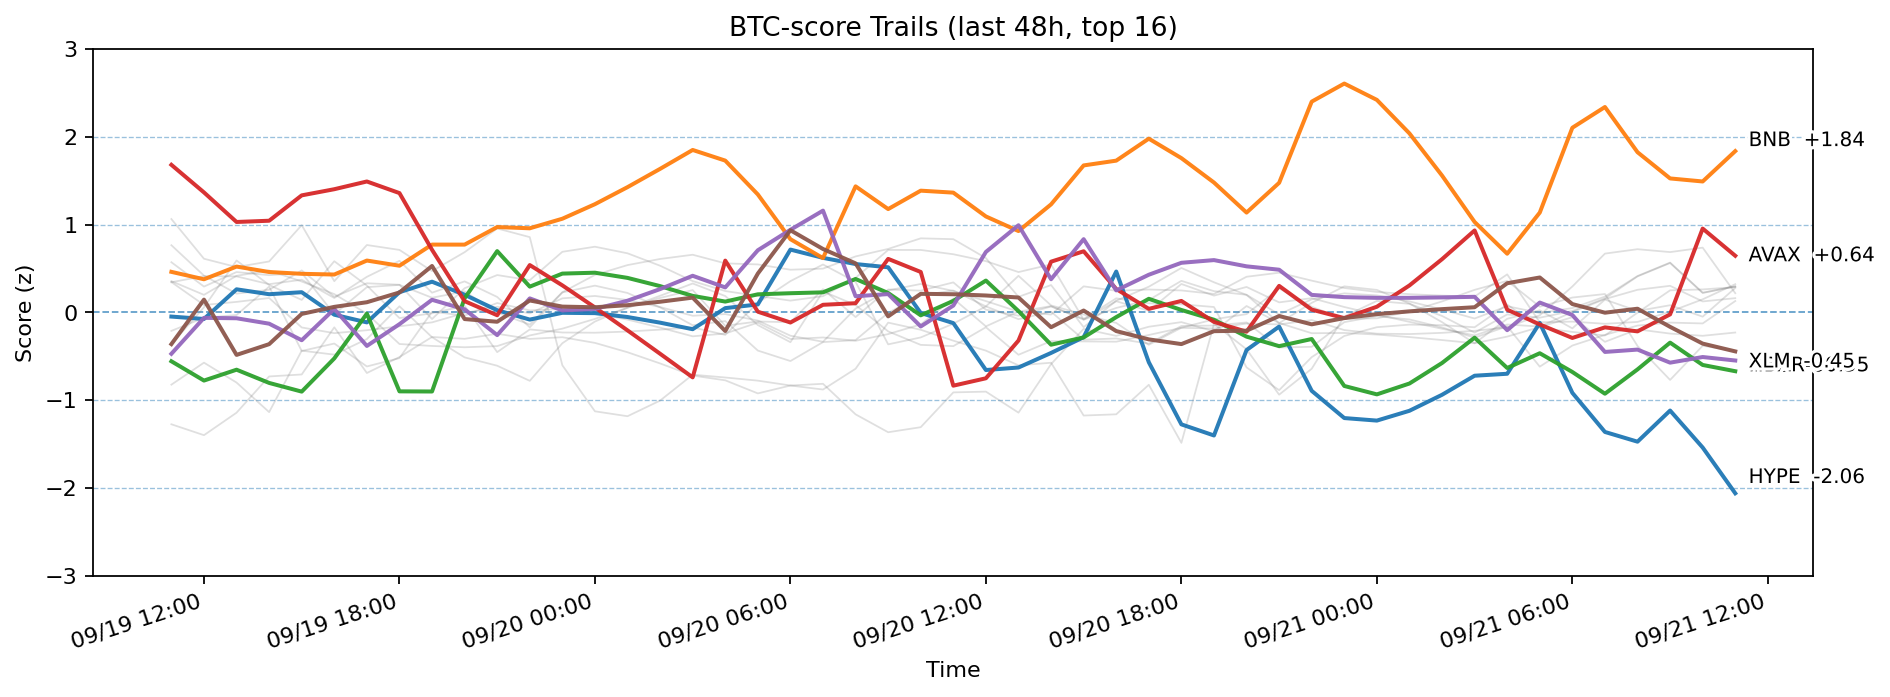 BTC-score Trails (last 48h, top 16)
3
2
1
0
−1
−2
−3
Score (z)
BNB +1.84
AVAX +0.64
XLM -0.45
HYPE -2.06
09/19 12:00
09/19 18:00
09/20 00:00
09/20 06:00
09/20 12:00
09/20 18:00
09/21 00:00
09/21 06:00
09/21 12:00
Time